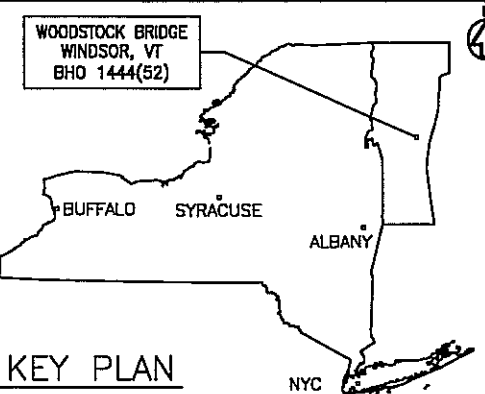 WOODSTOCK BRIDGE
WINDSOR, VT
BHO 1444(52)
BUFFALO
SYRACUSE
ALBANY
KEY PLAN
NYC